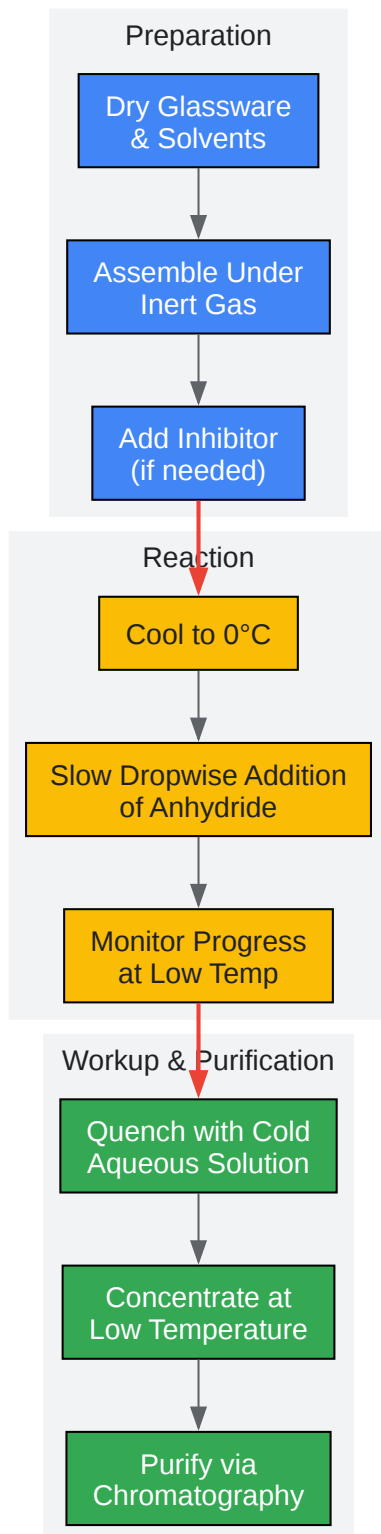 Preparation
Dry Glassware
& Solvents
Assemble Under
Inert Gas
Add Inhibitor
(if needed)
Reaction
Cool to 0°C
Slow Dropwise Addition
of Anhydride
Monitor Progress
at Low Temp
Workup & Purification
Quench with Cold
Aqueous Solution
Concentrate at
Low Temperature
Purify via
Chromatography